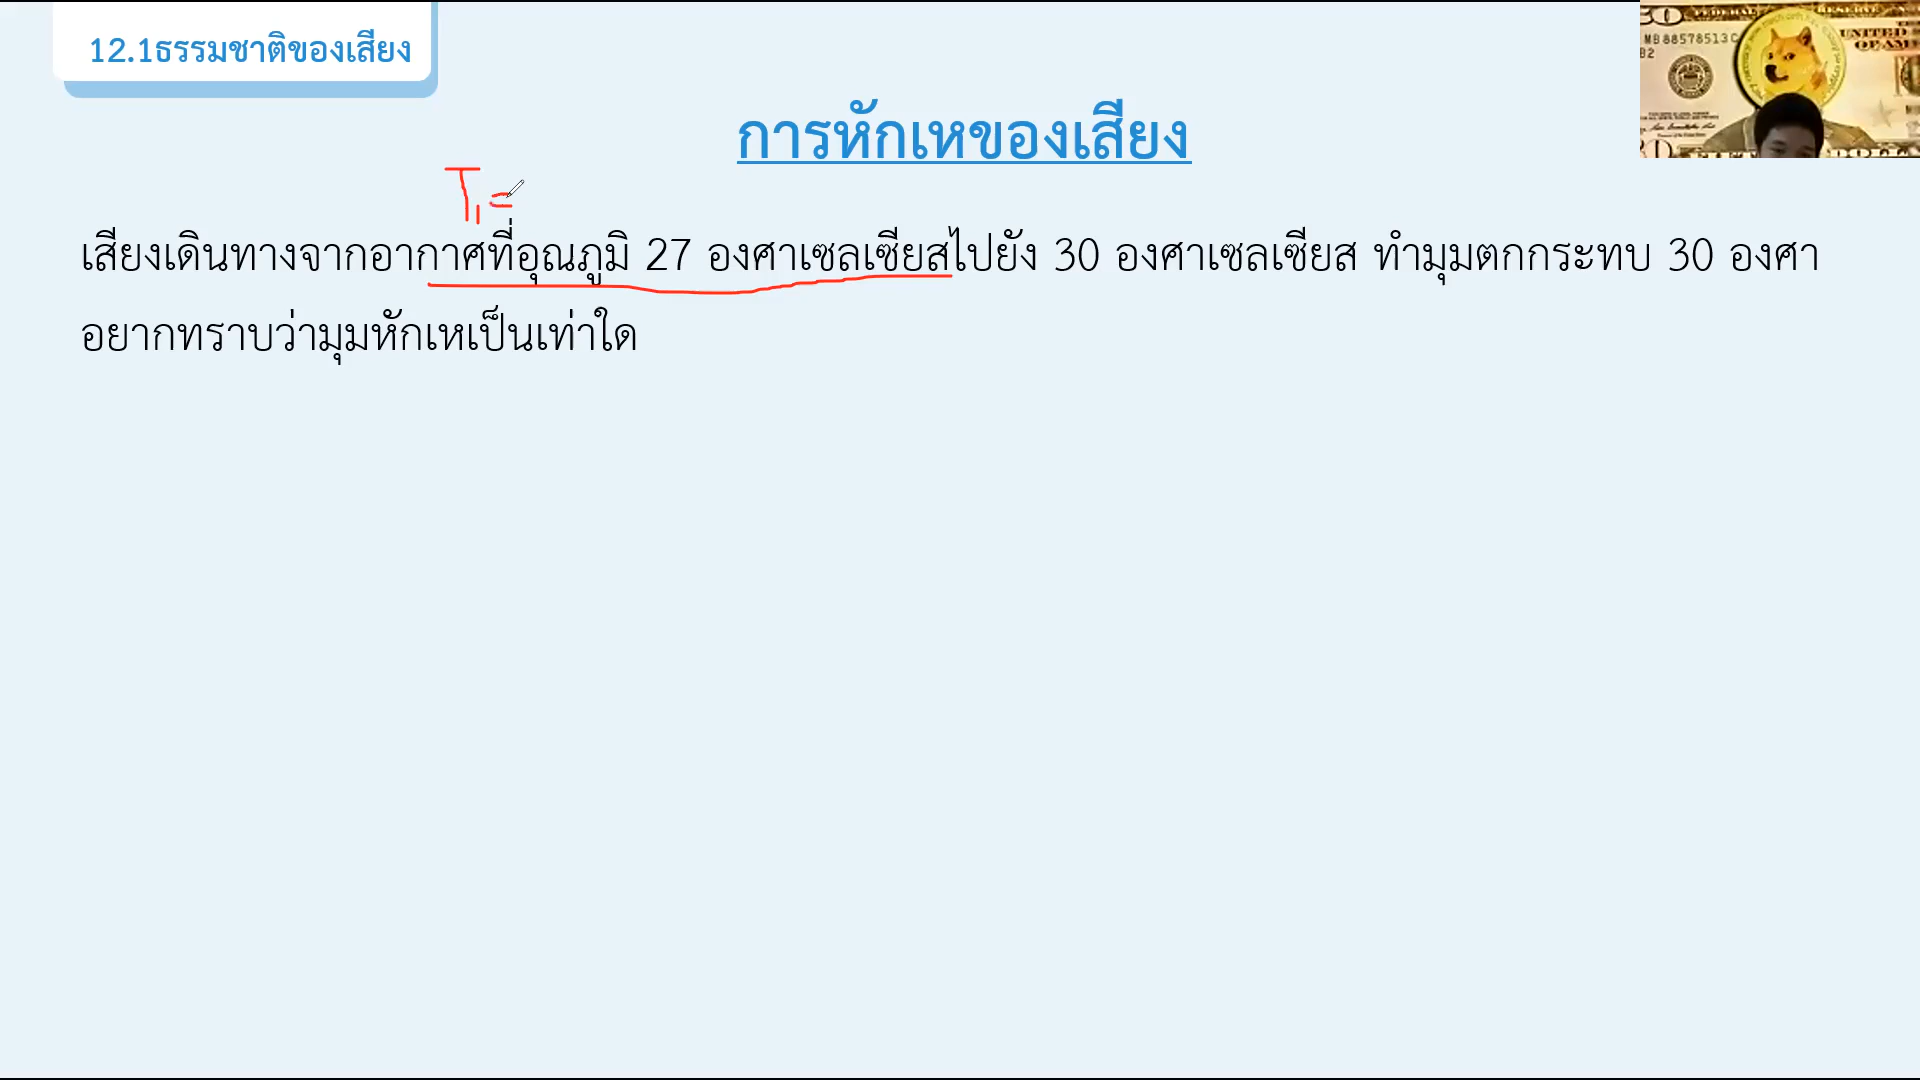 12.1ธรรมชาติของเสียง
MB88578513C
UNITED
การหักเหของเสียง
T₁=
เสียงเดินทางจากอากาศที่อุณภูมิ 27 องศาเซลเซียสไปยัง 30 องศาเซลเซียส ทำมุมตกกระทบ 30 องศา
อยากทราบว่ามุมหักเหเป็นเท่าใด